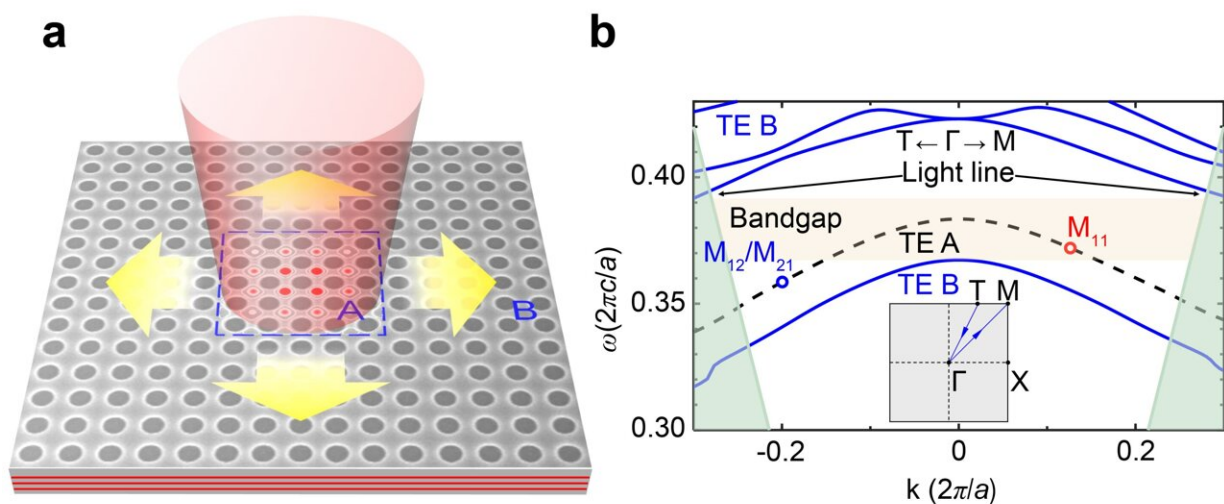 a
A
B
b
TE B
T ← Γ → M
Light line
Bandgap
TE A
M₁₁
M₁₂/M₂₁
TE B
T
M
Γ
X
0.40
0.35
0.30
ω(2πc/a)
-0.2
0
0.2
k (2π/a)